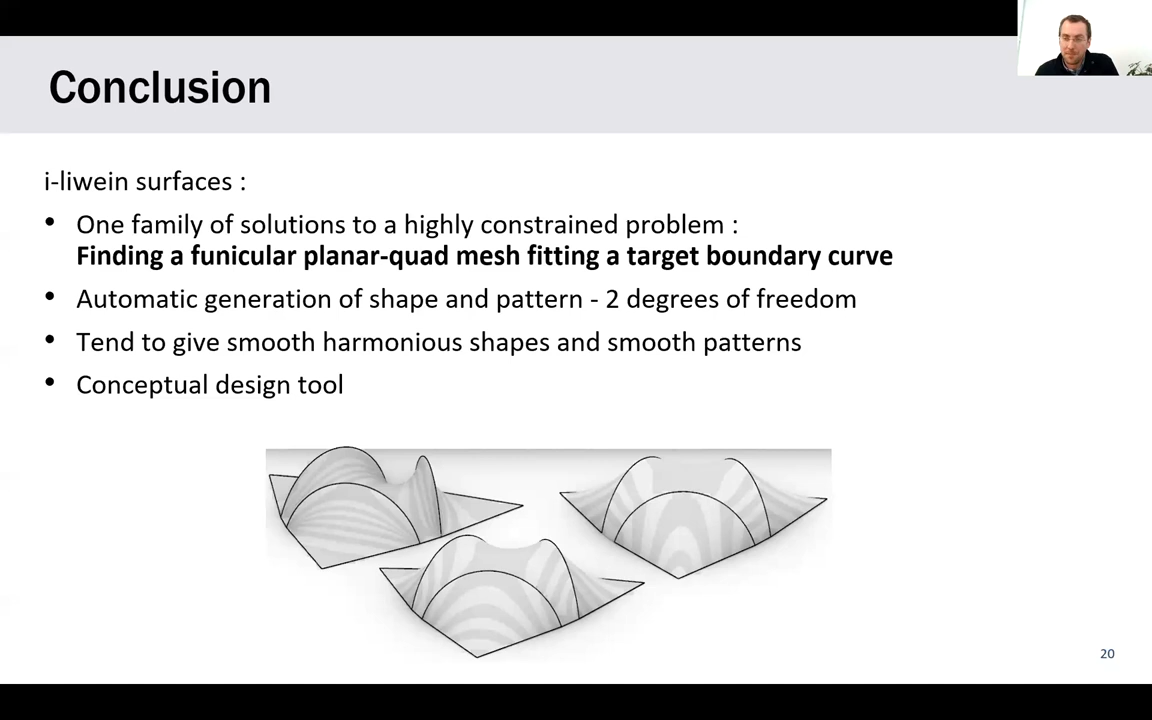 Conclusion
i-liwein surfaces :
• One family of solutions to a highly constrained problem :
Finding a funicular planar-quad mesh fitting a target boundary curve
• Automatic generation of shape and pattern - 2 degrees of freedom
• Tend to give smooth harmonious shapes and smooth patterns
• Conceptual design tool
20